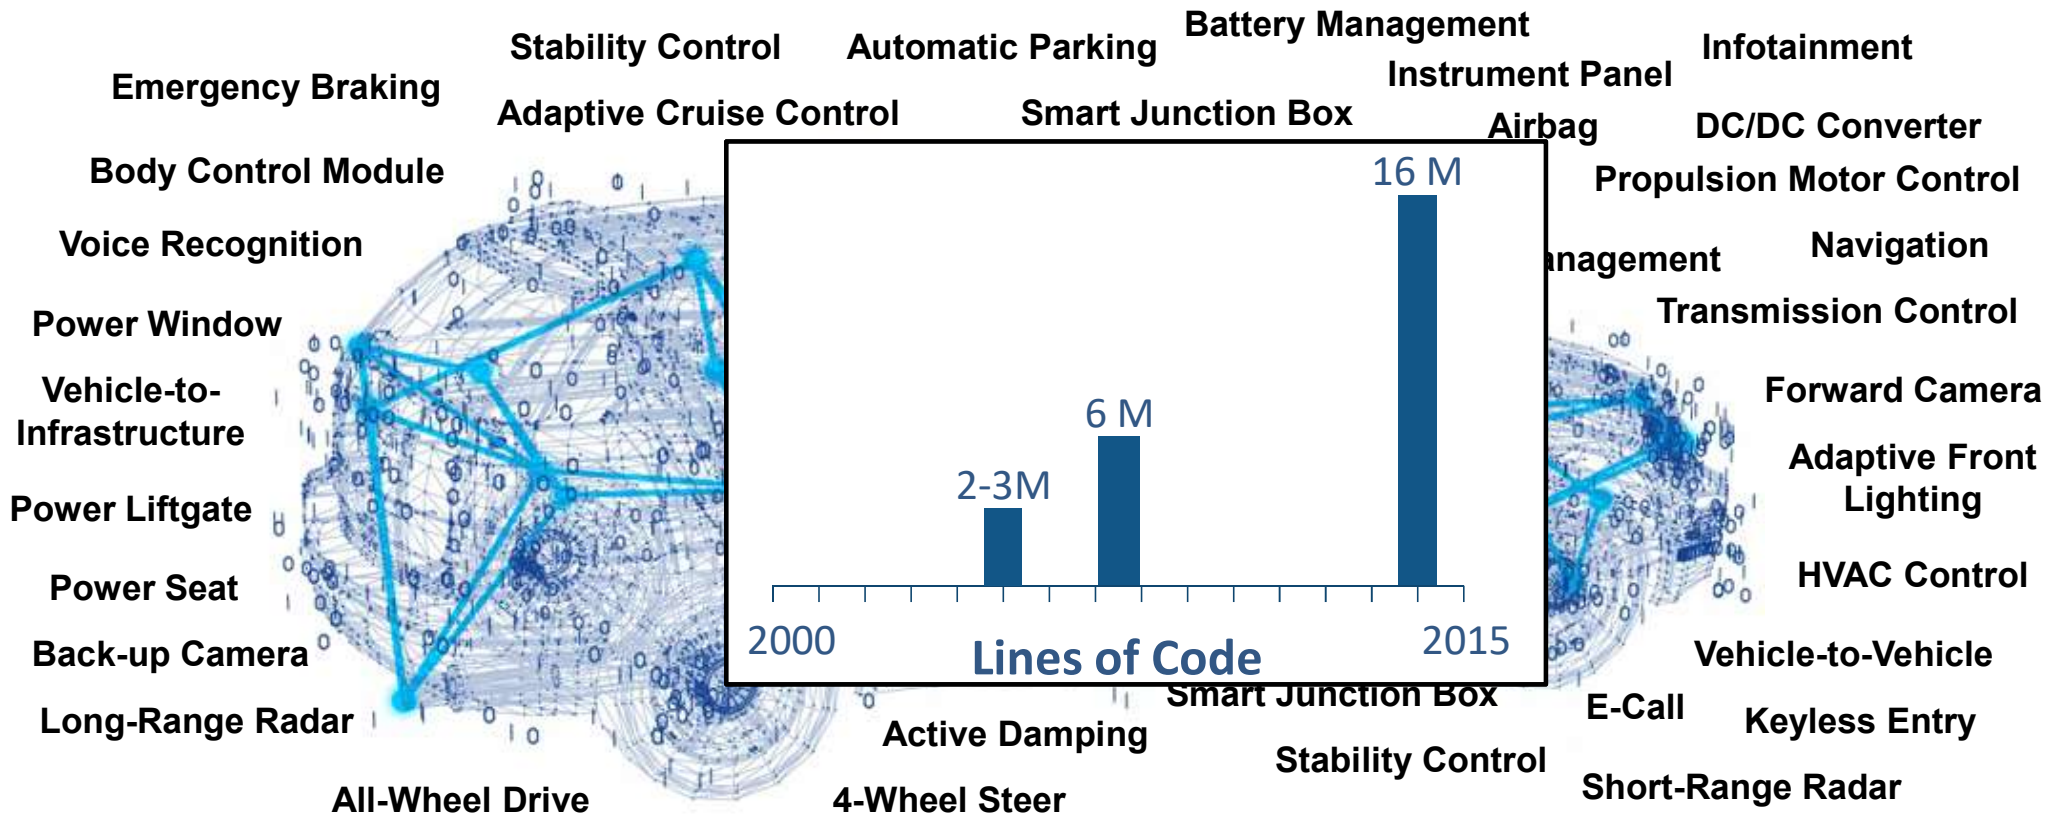 Battery Management
Stability Control
Automatic Parking
Infotainment
Instrument Panel
Emergency Braking
Adaptive Cruise Control
Smart Junction Box
Airbag
DC/DC Converter
Body Control Module
16 M
Propulsion Motor Control
Voice Recognition
Navigation
anagement
Power Window
Transmission Control
Vehicle-to-
Infrastructure
Forward Camera
6 M
Adaptive Front
Lighting
2-3M
Power Liftgate
Power Seat
HVAC Control
2000
2015
Lines of Code
Back-up Camera
Vehicle-to-Vehicle
Smart Junction Box
E-Call
Keyless Entry
Long-Range Radar
Active Damping
Stability Control
Short-Range Radar
All-Wheel Drive
4-Wheel Steer